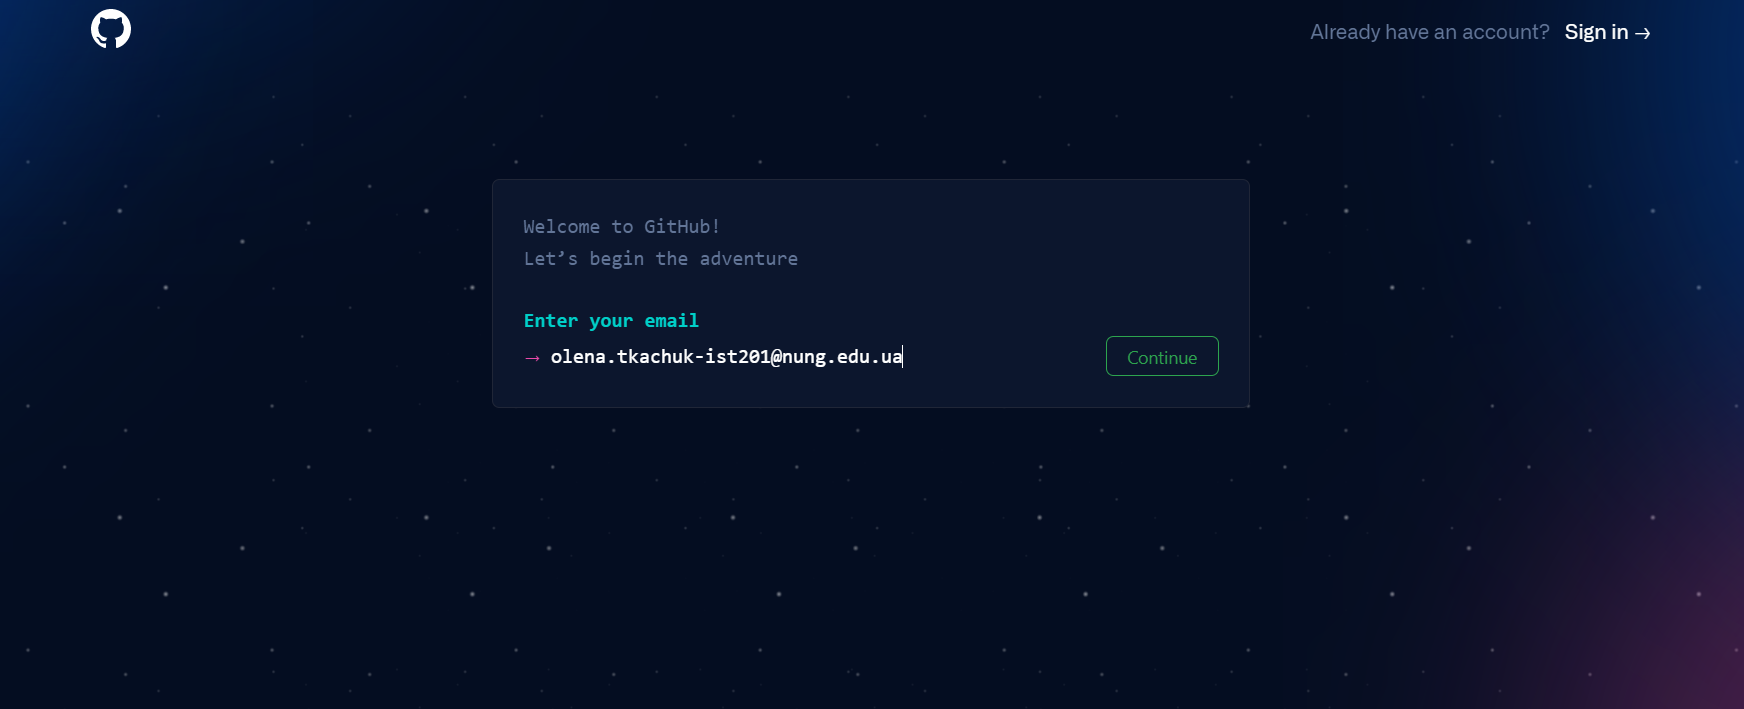 Already have an account? Sign in →
Welcome to GitHub!
Let’s begin the adventure
Enter your email
→ olena.tkachuk-ist201@nung.edu.ua
Continue